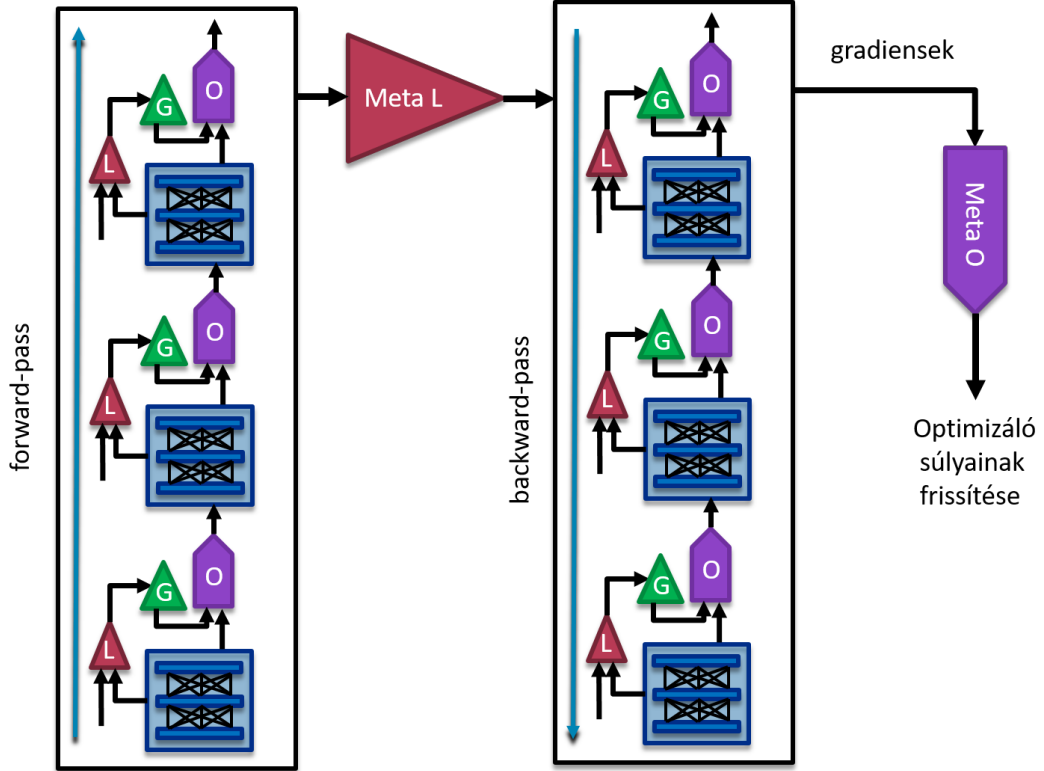 forward-pass
O
G
L
O
G
L
O
G
L
Meta L
backward-pass
O
G
L
O
G
L
O
G
L
gradiensek
Meta O
Optimizáló
súlyainak
frissítése